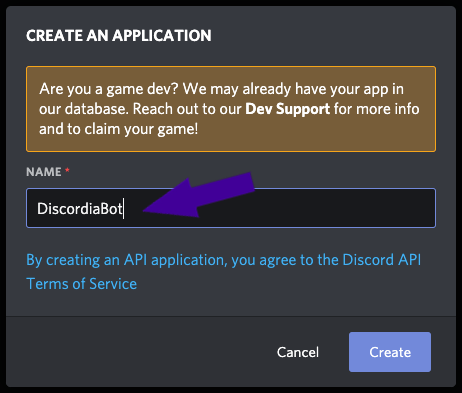 CREATE AN APPLICATION
Are you a game dev? We may already have your app in
our database. Reach out to our Dev Support for more info
and to claim your game!
NAME *
DiscordiaBot
By creating an API application, you agree to the Discord API
Terms of Service
Cancel Create